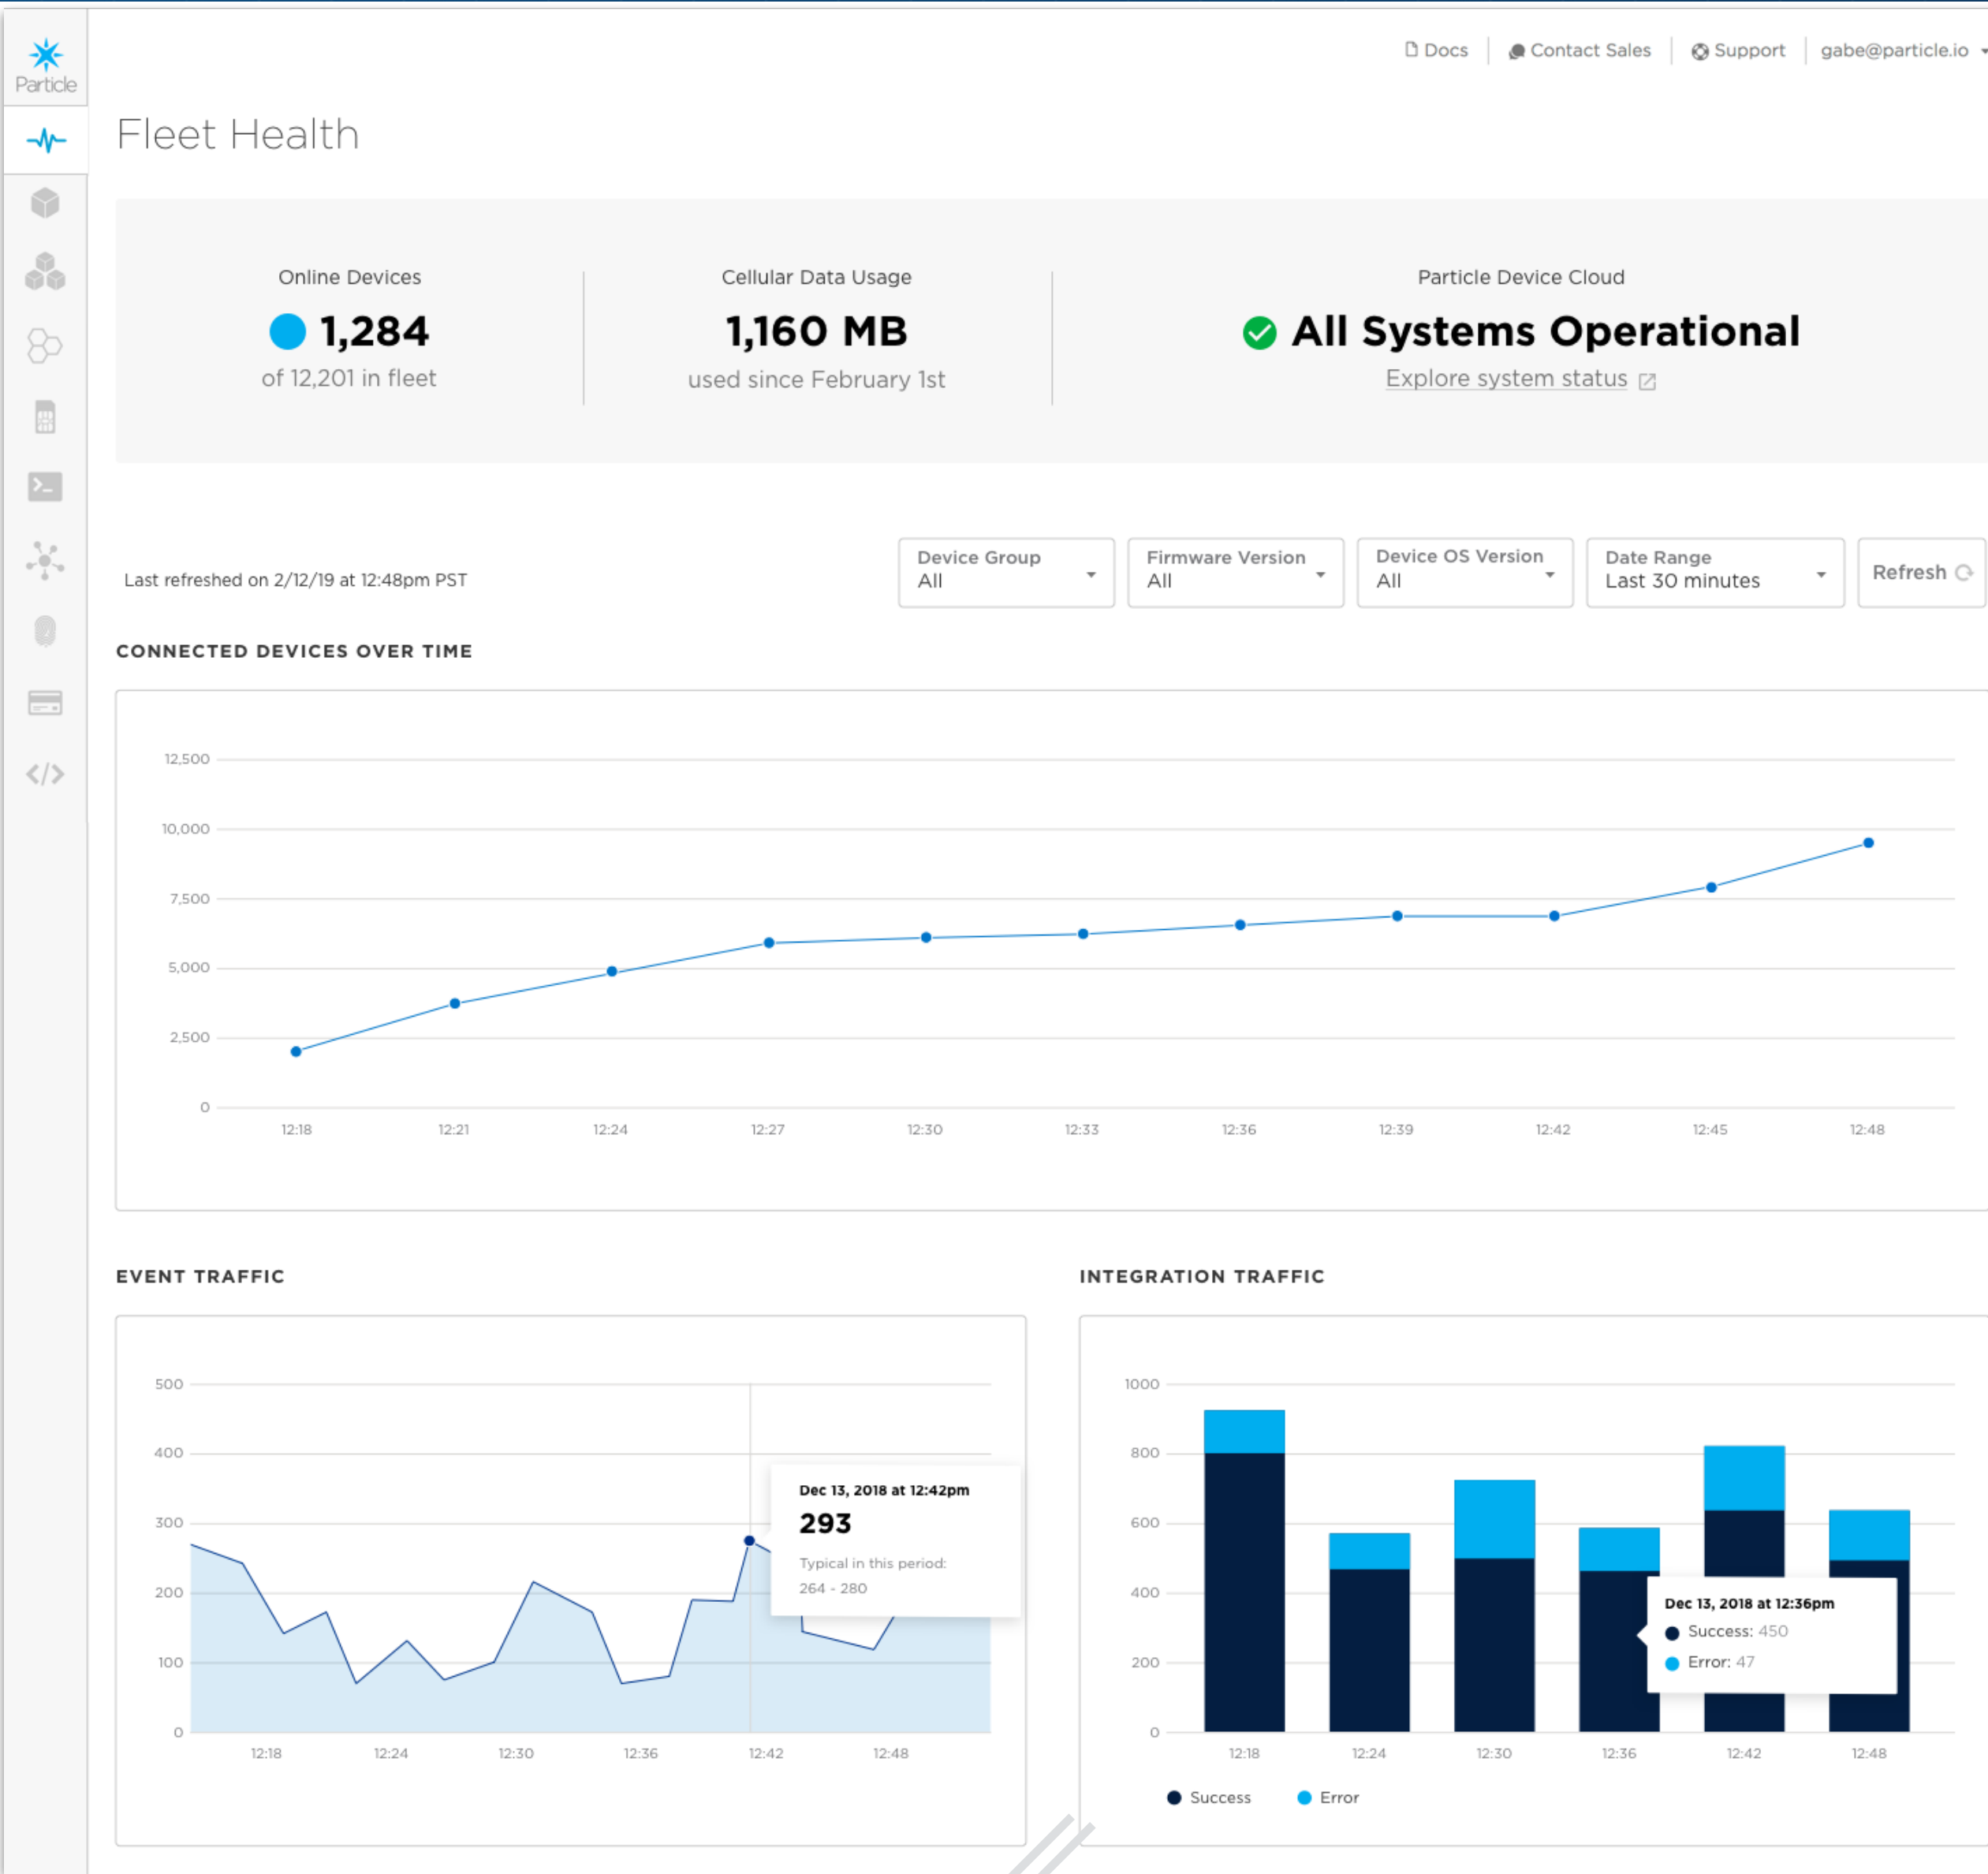 Particle
Docs
Contact Sales
Support
gabe@particle.io
Fleet Health
Online Devices
1,284
of 12,201 in fleet
Cellular Data Usage
1,160 MB
used since February 1st
Particle Device Cloud
All Systems Operational
Explore system status
Last refreshed on 2/12/19 at 12:48pm PST
Device Group
All
Firmware Version
All
Device OS Version
All
Date Range
Last 30 minutes
Refresh
CONNECTED DEVICES OVER TIME
12,500
10,000
7,500
5,000
2,500
0
12:18 12:21 12:24 12:27 12:30 12:33 12:36 12:39 12:42 12:45 12:48
EVENT TRAFFIC
500
400
300
200
100
0
Dec 13, 2018 at 12:42pm
293
Typical in this period:
264 - 280
12:18 12:24 12:30 12:36 12:42 12:48
INTEGRATION TRAFFIC
1000
800
600
400
200
0
Dec 13, 2018 at 12:36pm
Success: 450
Error: 47
12:18 12:24 12:30 12:36 12:42 12:48
Success
Error